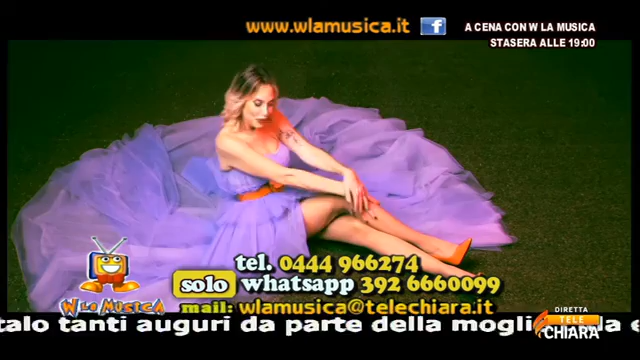 www.wlamusica.it
A CENA CON W LA MUSICA
STASERA ALLE 19:00
tel. 0444 966274
solo whatsapp 392 6660099
mail: wlamusica@telechiara.it
W LA MUSICA
DIRETTA
TELE
CHIARA
talo tanti auguri da parte della mogli